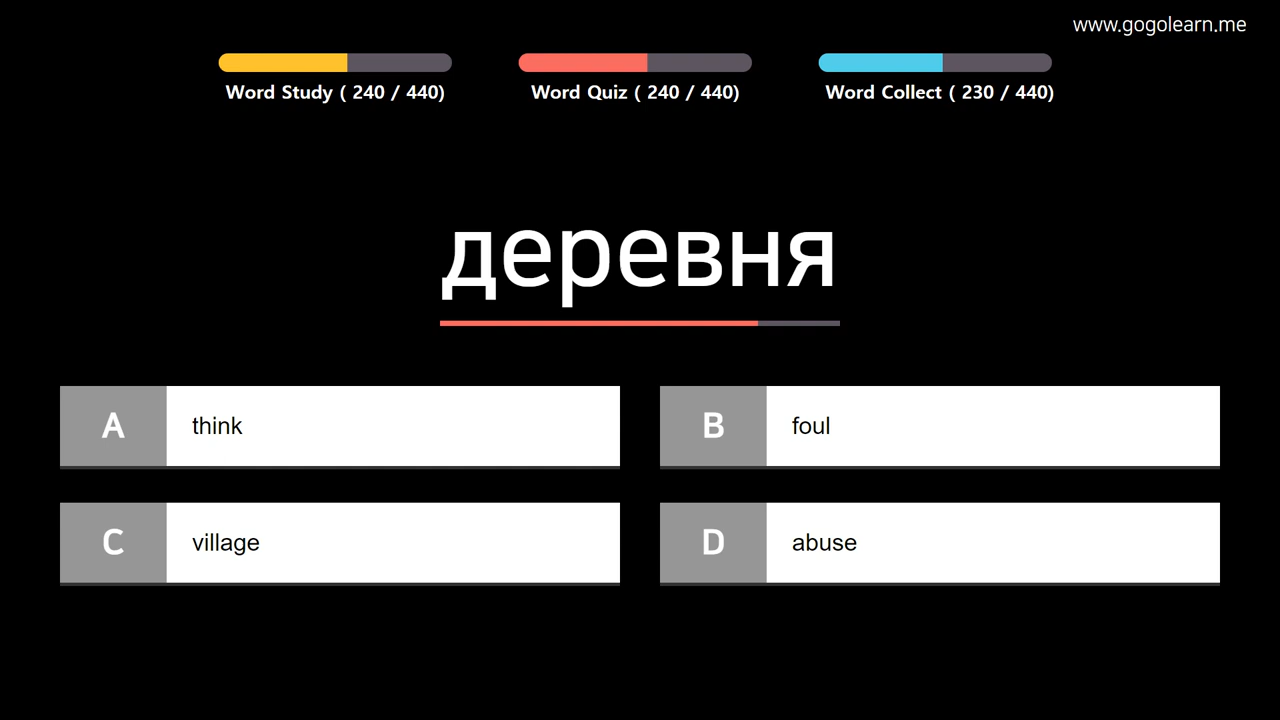 www.gogolearn.me
Word Study ( 240 / 440)
Word Quiz ( 240 / 440)
Word Collect ( 230 / 440)
деревня
A think
B foul
C village
D abuse